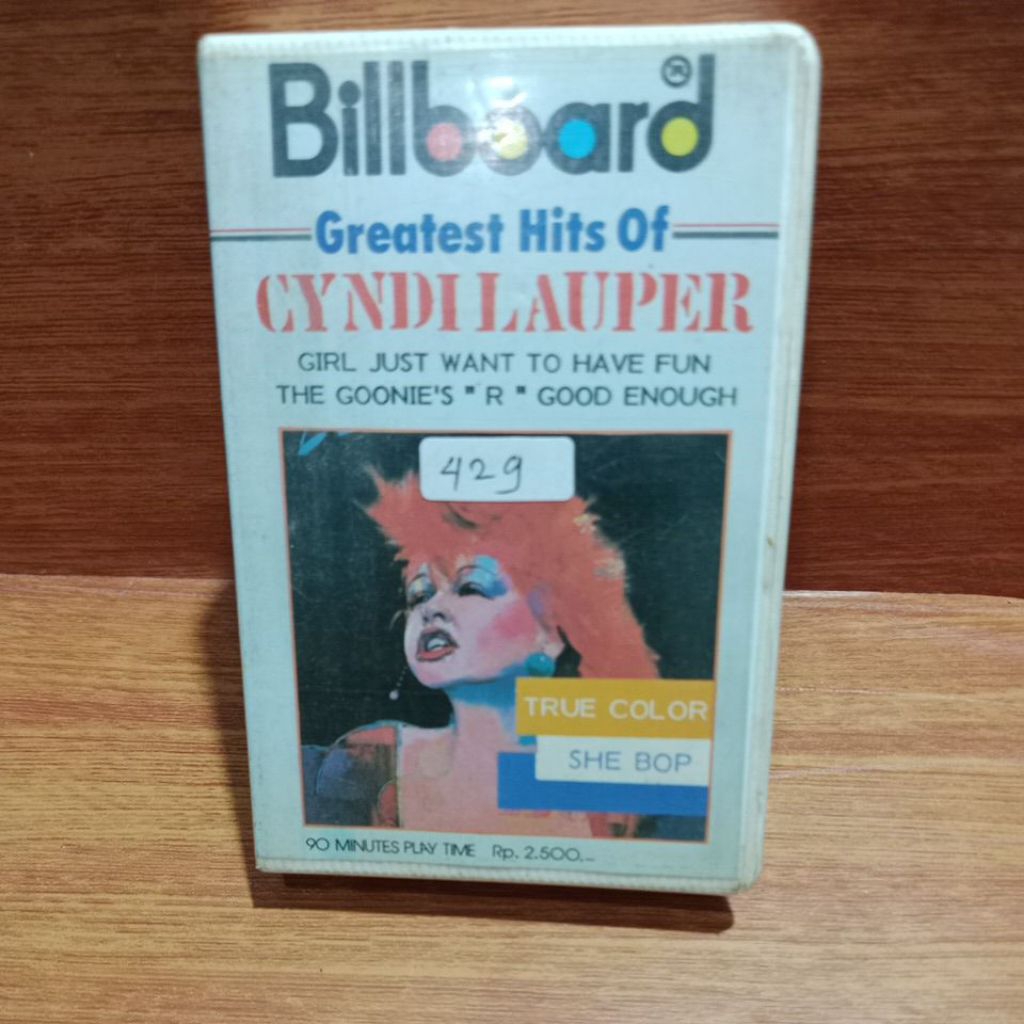 Billboard®
Greatest Hits Of
CYNDI LAUPER
GIRL JUST WANT TO HAVE FUN
THE GOONIE'S "R" GOOD ENOUGH
429
TRUE COLOR
SHE BOP
90 MINUTES PLAY TIME Rp. 2.500,-